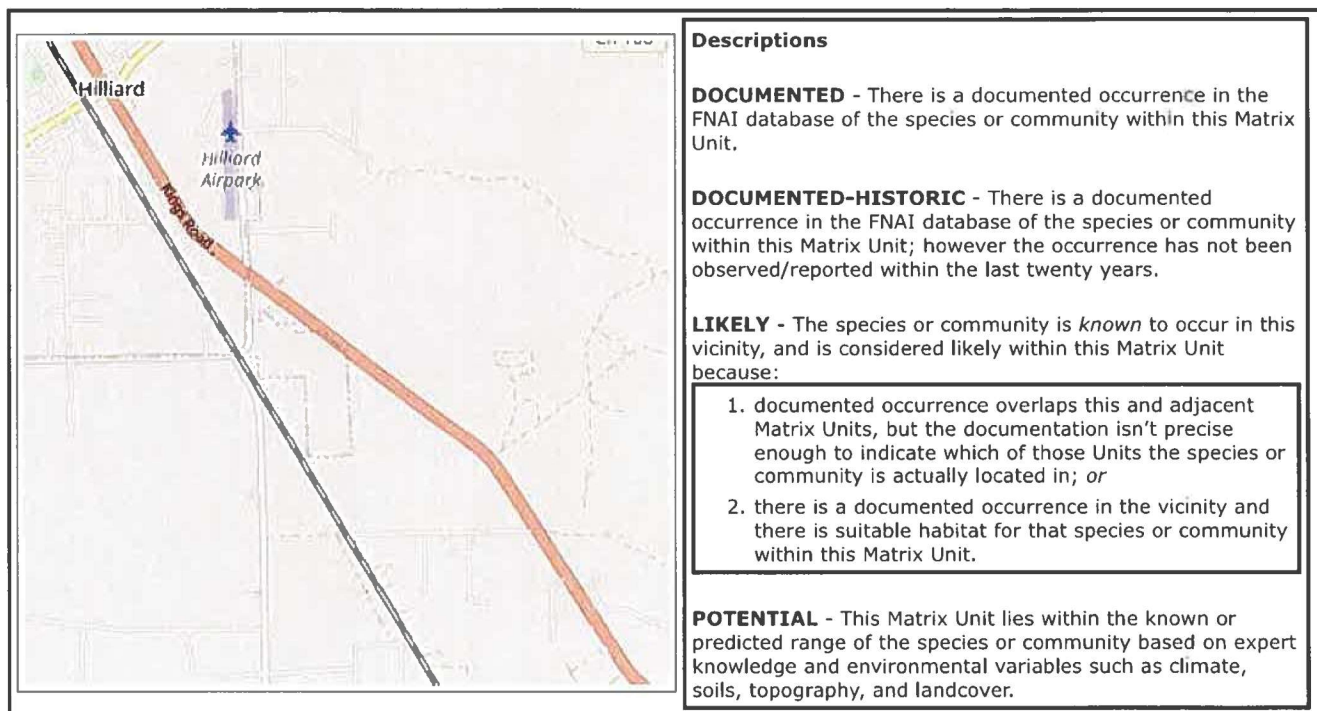 Hilliard
Hilliard
Airpark
Kings Road
Descriptions
DOCUMENTED - There is a documented occurrence in the
FNAI database of the species or community within this Matrix
Unit.
DOCUMENTED-HISTORIC - There is a documented
occurrence in the FNAI database of the species or community
within this Matrix Unit; however the occurrence has not been
observed/reported within the last twenty years.
LIKELY - The species or community is known to occur in this
vicinity, and is considered likely within this Matrix Unit
because:
1. documented occurrence overlaps this and adjacent
Matrix Units, but the documentation isn't precise
enough to indicate which of those Units the species or
community is actually located in; or
2. there is a documented occurrence in the vicinity and
there is suitable habitat for that species or community
within this Matrix Unit.
POTENTIAL - This Matrix Unit lies within the known or
predicted range of the species or community based on expert
knowledge and environmental variables such as climate,
soils, topography, and landcover.